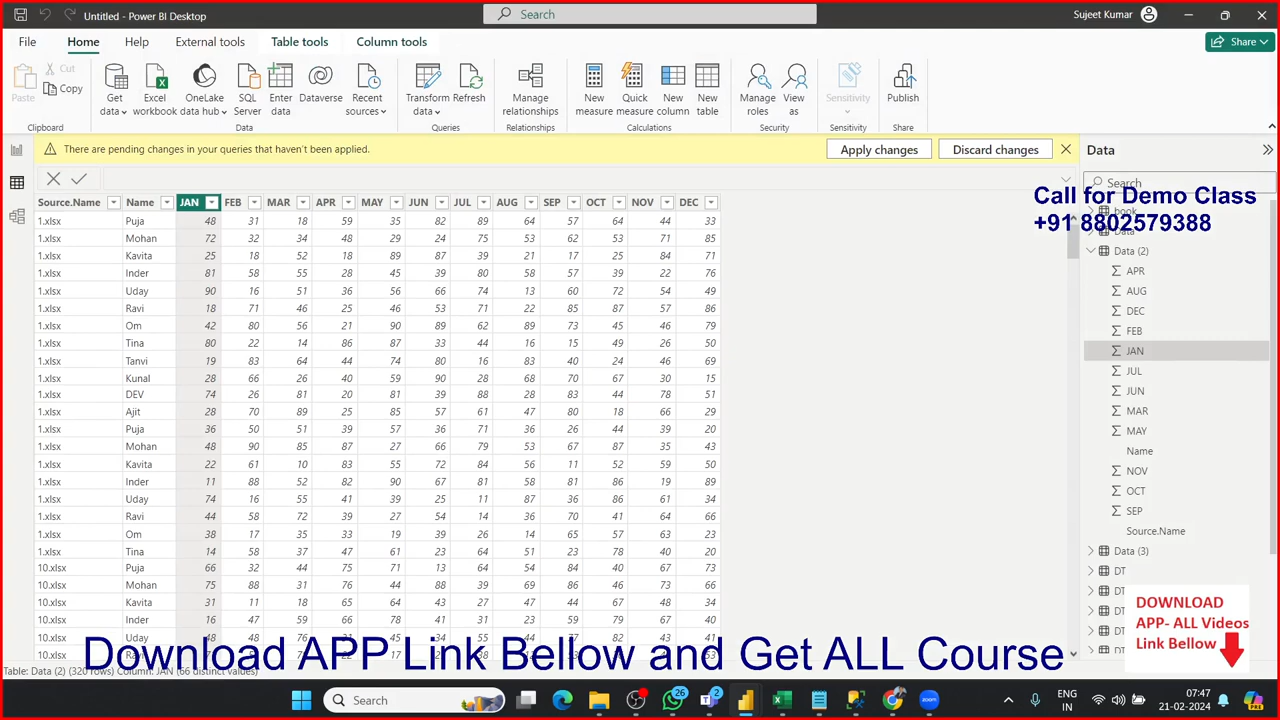 Untitled - Power BI Desktop
Search
Sujeet Kumar
File Home Help External tools Table tools Column tools
Share
Paste
Cut
Copy
Get data
Excel workbook
OneLake data hub
SQL Server
Enter data
Dataverse
Recent sources
Transform data
Refresh
Manage relationships
New measure
Quick measure
New column
New table
Manage roles
View as
Sensitivity
Publish
Clipboard Data Queries Relationships Calculations Security Sensitivity Share
There are pending changes in your queries that haven't been applied.
Apply changes Discard changes
Data
Search
Call for Demo Class
+91 8802579388
Source.Name Name JAN FEB MAR APR MAY JUN JUL AUG SEP OCT NOV DEC
1.xlsx Puja 48 31 18 59 35 82 89 64 57 64 44 33
1.xlsx Mohan 72 32 34 48 29 24 75 53 62 53 71 85
1.xlsx Kavita 25 18 52 18 89 87 39 21 17 25 84 71
1.xlsx Inder 81 58 55 28 45 39 80 58 57 39 22 76
1.xlsx Uday 90 16 51 36 56 66 74 13 60 72 54 49
1.xlsx Ravi 18 71 46 25 46 53 71 22 85 87 57 86
1.xlsx Om 42 80 56 21 90 89 62 89 73 45 46 79
1.xlsx Tina 80 22 14 86 87 33 44 16 15 49 26 50
1.xlsx Tanvi 19 83 64 44 74 80 16 83 40 24 46 69
1.xlsx Kunal 28 66 26 40 59 90 28 68 70 67 30 15
1.xlsx DEV 74 26 81 20 81 39 88 28 83 44 78 51
1.xlsx Ajit 28 70 89 25 85 57 61 47 80 18 66 29
1.xlsx Puja 36 50 51 39 57 36 71 36 26 44 39 20
1.xlsx Mohan 48 90 85 87 27 66 79 53 67 87 35 43
1.xlsx Kavita 22 61 10 83 55 72 84 56 11 52 59 50
1.xlsx Inder 11 88 52 82 90 67 81 58 81 86 19 89
1.xlsx Uday 74 16 55 41 39 25 11 87 36 86 61 34
1.xlsx Ravi 44 58 72 39 27 54 14 36 70 41 64 66
1.xlsx Om 38 17 35 33 19 39 26 14 65 57 63 23
1.xlsx Tina 14 58 37 47 61 23 64 51 23 78 40 20
10.xlsx Puja 66 32 44 75 71 13 64 54 84 40 67 73
10.xlsx Mohan 75 88 31 76 44 88 39 69 86 46 73 66
10.xlsx Kavita 31 11 18 65 64 43 27 47 44 67 48 34
10.xlsx Inder 16 47 59 66 78 41 23 59 79 67 40
book
Data
Data (2)
APR
AUG
DEC
FEB
JAN
JUL
JUN
MAR
MAY
Name
NOV
OCT
SEP
Source.Name
Data (3)
DT
DT
DT
DT
DOWNLOAD
APP- ALL Videos
Link Bellow
Download APP Link Bellow and Get ALL Course
Table: Data (2) (320 rows) Column: JAN (66 distinct values)
Search
26
2
ENG
IN
07:47
21-02-2024